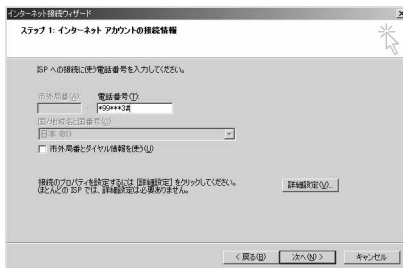 インターネット接続ウィザード
ステップ 1: インターネット アカウントの接続情報
ISP への接続に使う電話番号を入力してください。
市外局番(A): 電話番号(T):
- *99***3#
国/地域名と国番号(C)
日本 (81)
市外局番とダイヤル情報を使う(U)
接続のプロパティを設定するには [詳細設定] をクリックしてください。
ほとんどの ISP では、詳細設定は必要ありません。
詳細設定(V)...
< 戻る(B) 次へ(N) > キャンセル